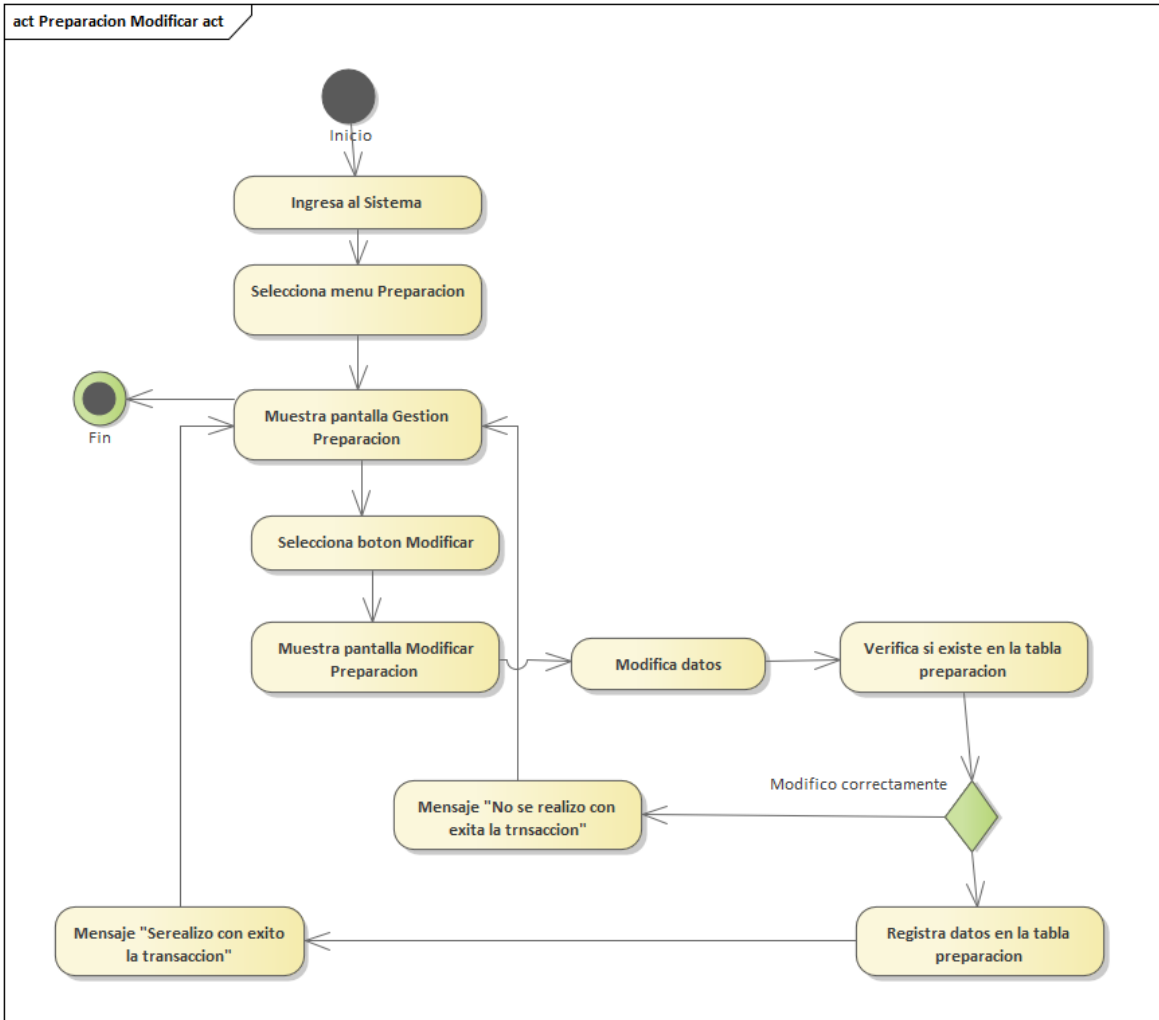 act Preparacion Modificar act
Inicio
Ingresa al Sistema
Selecciona menu Preparacion
Muestra pantalla Gestion
Preparacion
Fin
Selecciona boton Modificar
Muestra pantalla Modificar
Preparacion
Modifica datos
Verifica si existe en la tabla
preparacion
Modifico correctamente
Mensaje "No se realizo con
exita la trnsaccion"
Mensaje "Serealizo con exito
la transaccion"
Registra datos en la tabla
preparacion